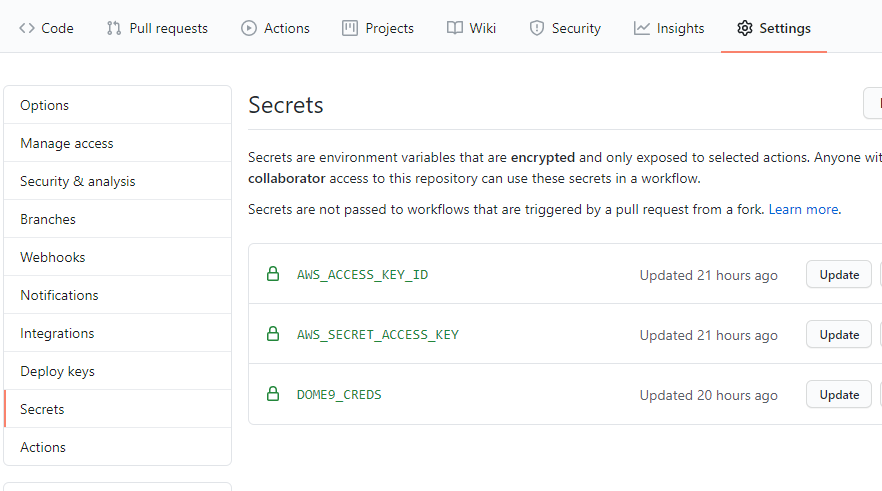 Code Pull requests Actions Projects Wiki Security Insights Settings
Options
Manage access
Security & analysis
Branches
Webhooks
Notifications
Integrations
Deploy keys
Secrets
Actions
Secrets
Secrets are environment variables that are encrypted and only exposed to selected actions. Anyone
collaborator access to this repository can use these secrets in a workflow.
Secrets are not passed to workflows that are triggered by a pull request from a fork. Learn more.
AWS_ACCESS_KEY_ID Updated 21 hours ago Update
AWS_SECRET_ACCESS_KEY Updated 21 hours ago Update
DOME9_CREDS Updated 20 hours ago Update